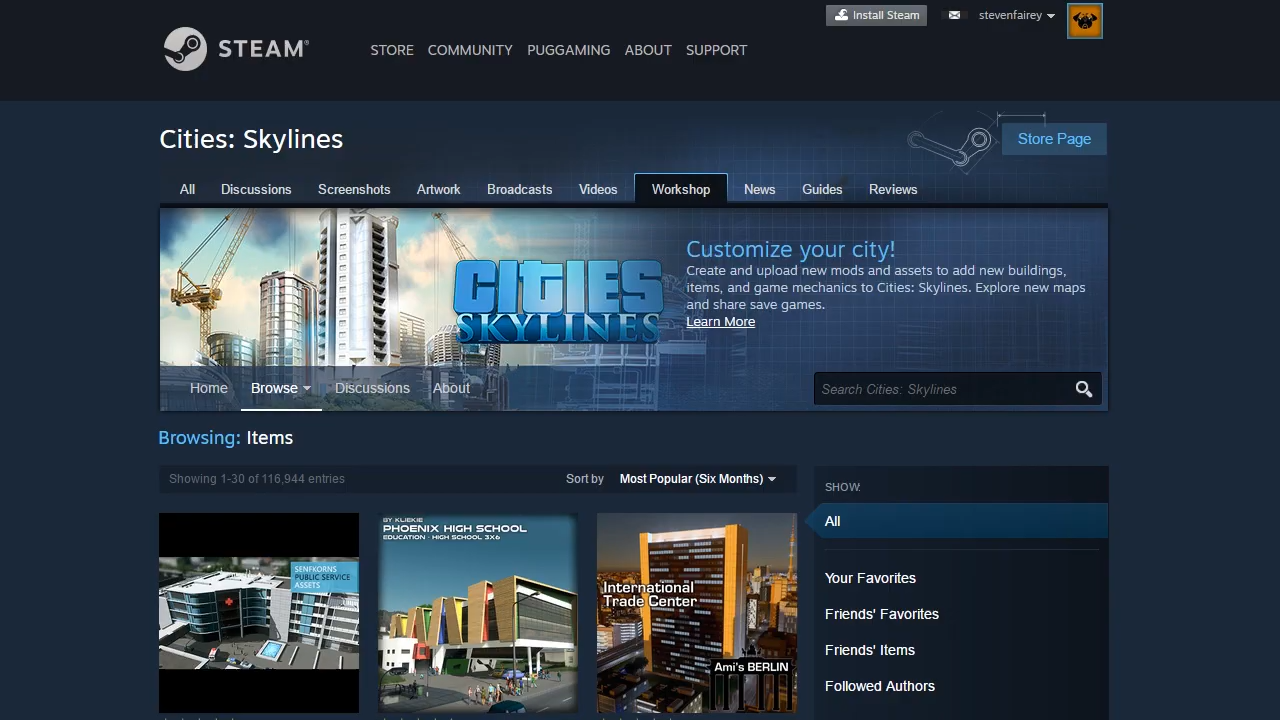 Install Steam
stevenfairey
STEAM®
STORE COMMUNITY PUGGAMING ABOUT SUPPORT
Cities: Skylines
Store Page
All Discussions Screenshots Artwork Broadcasts Videos Workshop News Guides Reviews
CITIES
SKYLINES
Customize your city!
Create and upload new mods and assets to add new buildings,
items, and game mechanics to Cities: Skylines. Explore new maps
and share save games.
Learn More
Home Browse Discussions About
Search Cities: Skylines
Browsing: Items
Showing 1-30 of 116,944 entries
Sort by Most Popular (Six Months)
SENFKORNS
PUBLIC SERVICE
ASSETS
BY KLIEKIE
PHOENIX HIGH SCHOOL
EDUCATION - HIGH SCHOOL 3X6
International
Trade Center
Ami's BERLIN
SHOW:
All
Your Favorites
Friends' Favorites
Friends' Items
Followed Authors